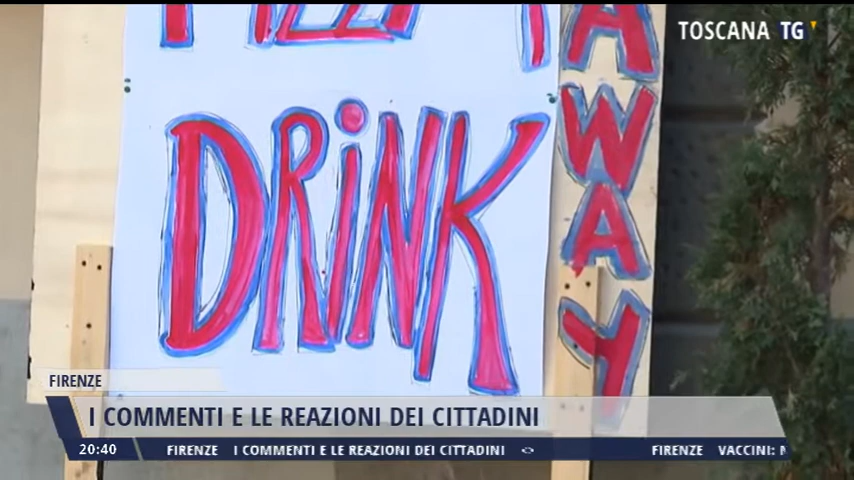 TOSCANA TG
DRINK
AWAY
FIRENZE
I COMMENTI E LE REAZIONI DEI CITTADINI
20:40 FIRENZE I COMMENTI E LE REAZIONI DEI CITTADINI FIRENZE VACCINI: